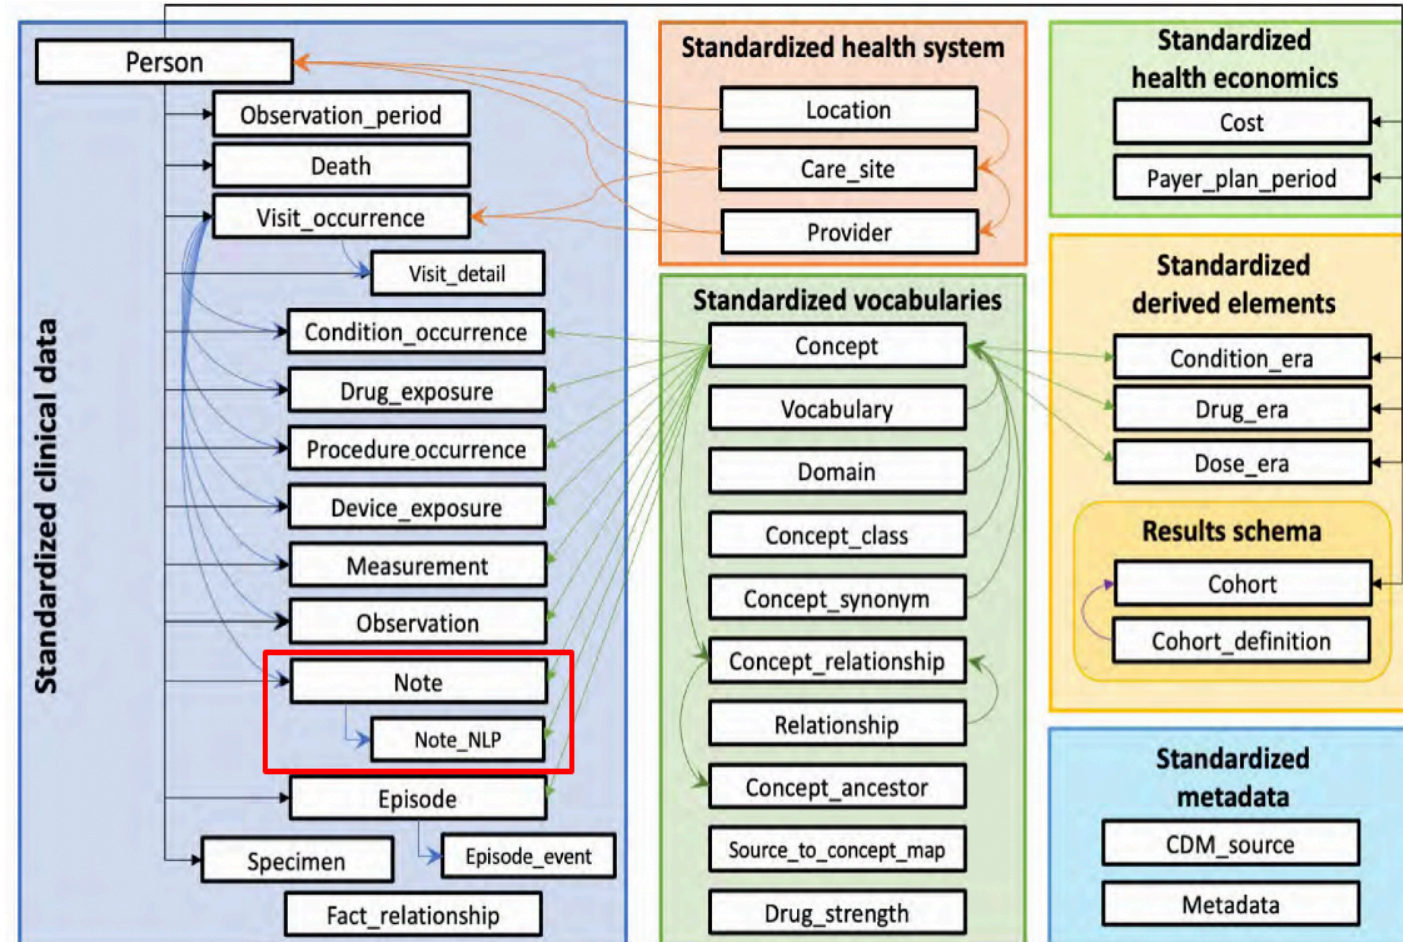 Standardized clinical data
Person
Observation_period
Death
Visit_occurrence
Visit_detail
Condition_occurrence
Drug_exposure
Procedure_occurrence
Device_exposure
Measurement
Observation
Note
Note_NLP
Episode
Episode_event
Specimen
Fact_relationship
Standardized health system
Location
Care_site
Provider
Standardized vocabularies
Concept
Vocabulary
Domain
Concept_class
Concept_synonym
Concept_relationship
Relationship
Concept_ancestor
Source_to_concept_map
Drug_strength
Standardized
health economics
Cost
Payer_plan_period
Standardized
derived elements
Condition_era
Drug_era
Dose_era
Results schema
Cohort
Cohort_definition
Standardized
metadata
CDM_source
Metadata